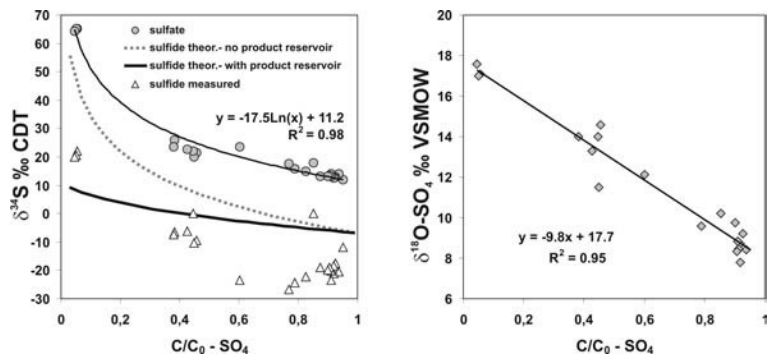 70
60
50
40
30
20
10
0
-10
-20
-30
δ³⁴S ‰ CDT
sulfate
sulfide theor.- no product reservoir
sulfide theor.- with product reservoir
sulfide measured
y = -17.5Ln(x) + 11.2
R² = 0.98
0 0,2 0,4 0,6 0,8 1
C/C₀ - SO₄
20
18
16
14
12
10
8
6
δ¹⁸O-SO₄ ‰ VSMOW
y = -9.8x + 17.7
R² = 0.95
0 0,2 0,4 0,6 0,8 1
C/C₀ - SO₄